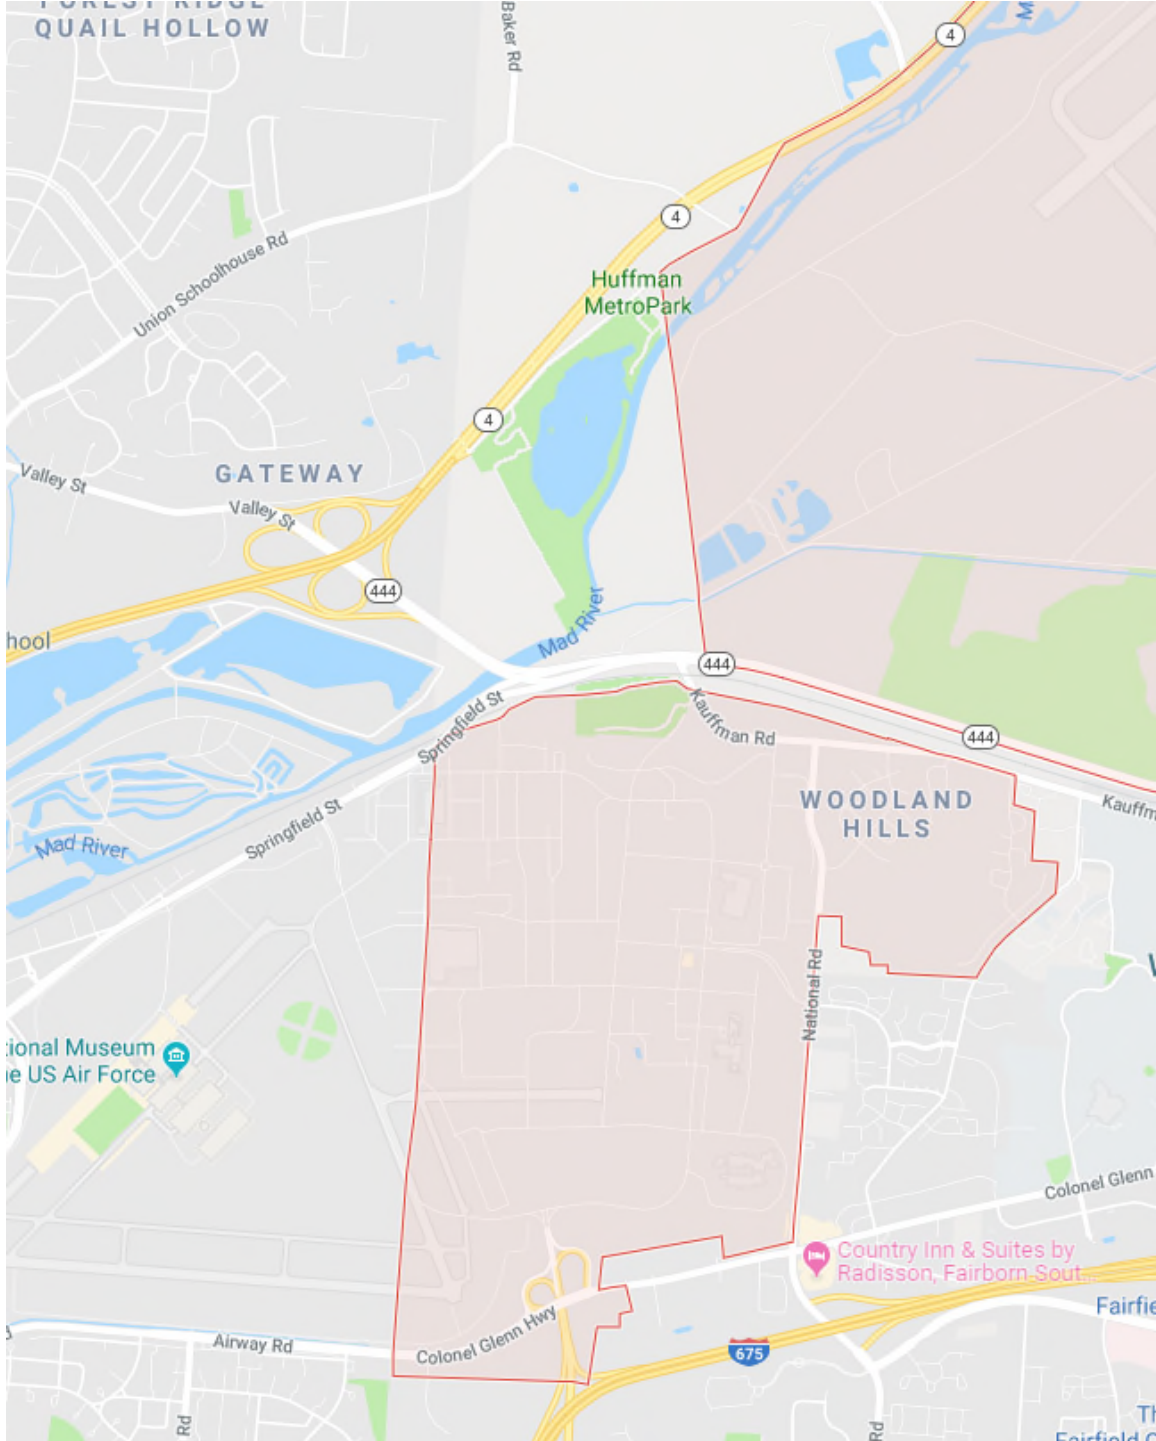 FOREST RIDGE
QUAIL HOLLOW
Baker Rd
4
M
4
Union Schoolhouse Rd
Huffman
MetroPark
4
GATEWAY
Valley St
Valley St
444
Mad River
hool
444
Springfield St
Kauffman Rd
444
WOODLAND
HILLS
Kauffm
Springfield St
Mad River
National Rd
W
tional Museum
he US Air Force
Colonel Glenn
Country Inn & Suites by
Radisson, Fairborn Sout...
Colonel Glenn Hwy
Airway Rd
Fairfie
675
Rd
Rd
Th
Fairfield C